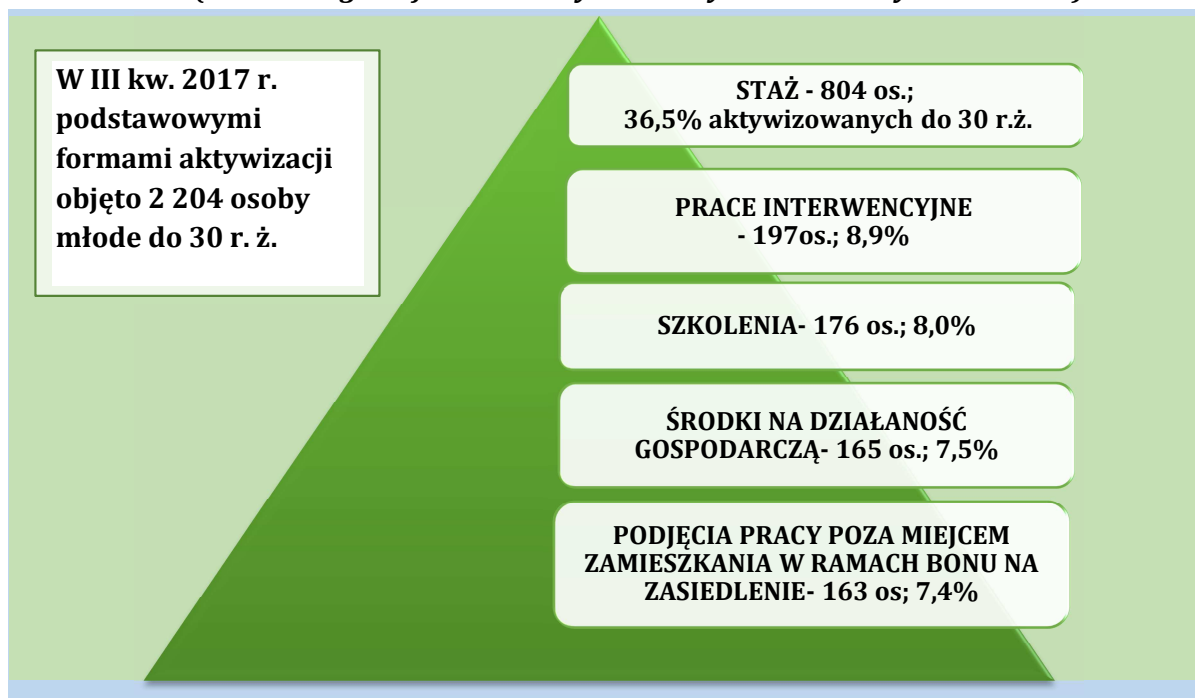 W III kw. 2017 r.
podstawowymi
formami aktywizacji
objęto 2 204 osoby
młode do 30 r. ż.
STAŻ - 804 os.;
36,5% aktywizowanych do 30 r.ż.
PRACE INTERWENCYJNE
- 197os.; 8,9%
SZKOLENIA- 176 os.; 8,0%
ŚRODKI NA DZIAŁANOŚĆ
GOSPODARCZĄ- 165 os.; 7,5%
PODJĘCIA PRACY POZA MIEJCEM
ZAMIESZKANIA W RAMACH BONU NA
ZASIEDLENIE- 163 os; 7,4%